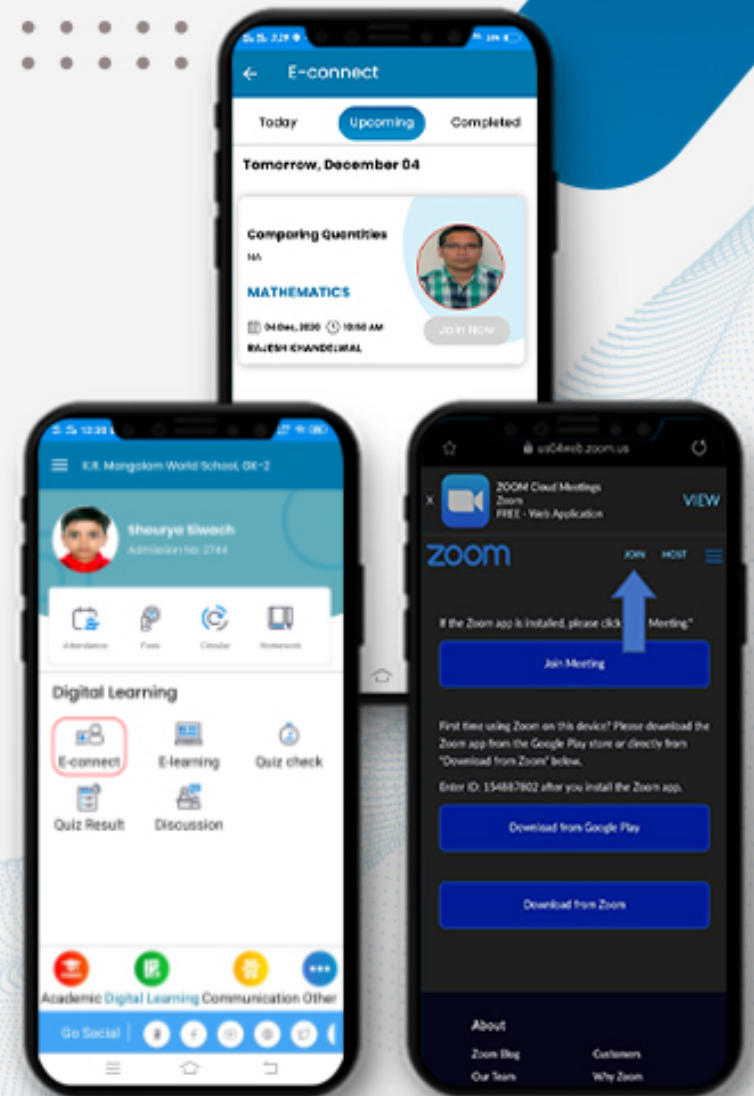 E-connect
Today
Upcoming
Completed
Tomorrow, December 04
Comparing Quantities
NA
MATHEMATICS
04 Dec, 2020 10:50 AM
Join Now
RAJESH KHANDELWAL
K.R. Mangalam World School, GK-2
Shourya Siwach
Admission No: 2744
Attendance
Fees
Circular
Homework
Digital Learning
E-connect
E-learning
Quiz check
Quiz Result
Discussion
Academic
Digital Learning
Communication
Other
Go Social
us04web.zoom.us
ZOOM Cloud Meetings
Zoom
FREE - Web Application
VIEW
zoom
JOIN
HOST
If the Zoom app is installed, please click Meeting."
Join Meeting
First time using Zoom on this device? Please download the
Zoom app from the Google Play store or directly from
"Download from Zoom" below.
Enter ID: 154887802 after you install the Zoom app.
Download from Google Play
Download from Zoom
About
Zoom Blog
Customers
Our Team
Why Zoom